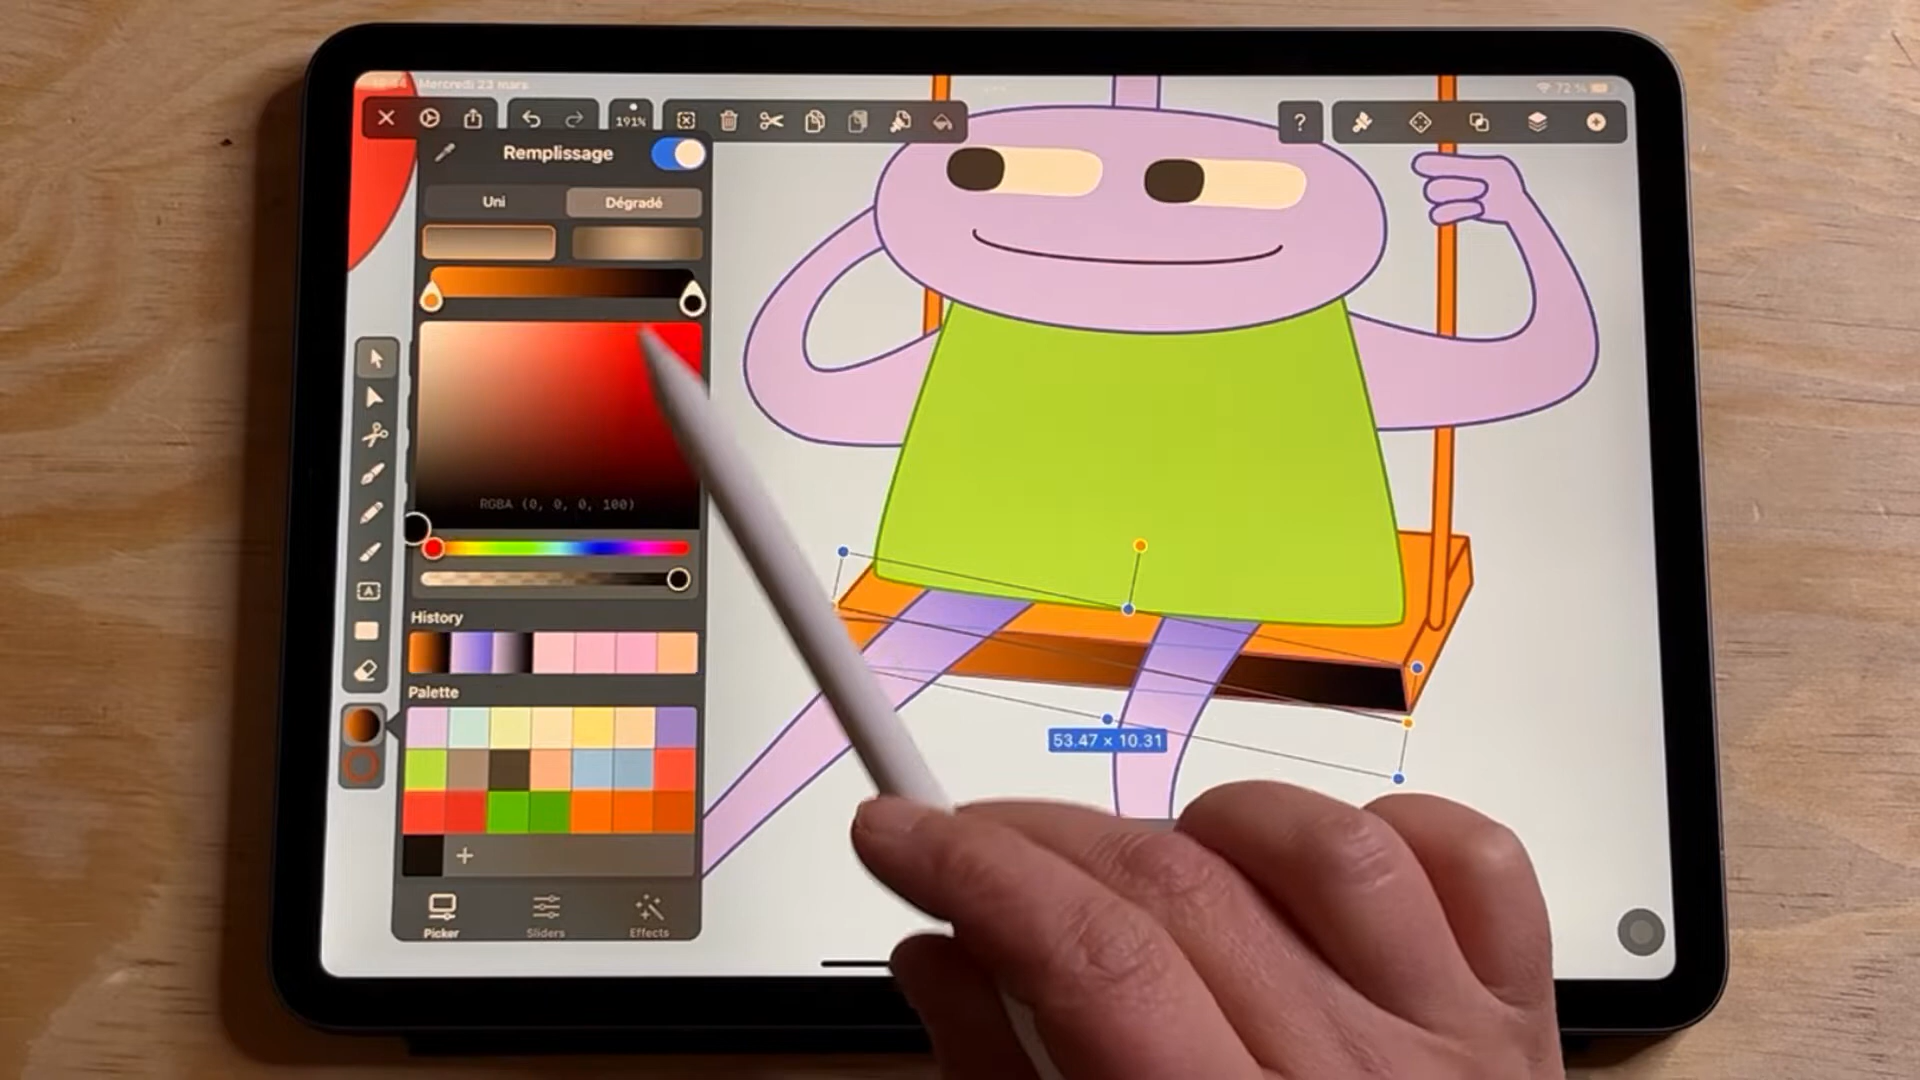 Mercredi 23 mars
72 %
191%
?
Remplissage
Uni
Dégradé
RGBA (0, 0, 0, 100)
A
History
Palette
53.47 × 10.31
+
Picker
Sliders
Effects